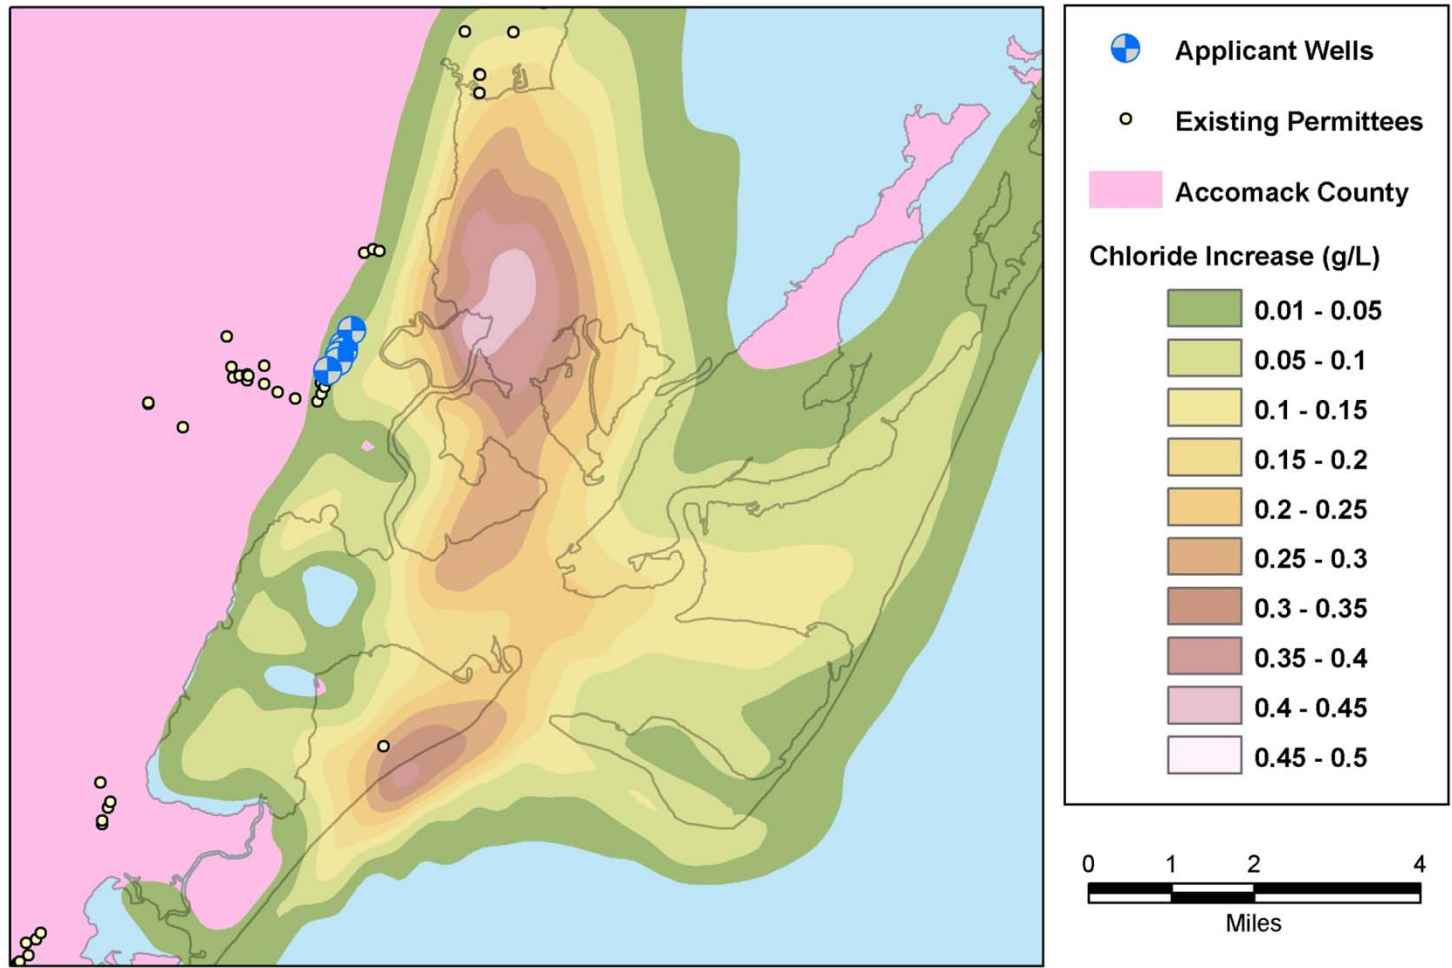 Applicant Wells
Existing Permittees
Accomack County
Chloride Increase (g/L)
0.01 - 0.05
0.05 - 0.1
0.1 - 0.15
0.15 - 0.2
0.2 - 0.25
0.25 - 0.3
0.3 - 0.35
0.35 - 0.4
0.4 - 0.45
0.45 - 0.5
0 1 2 4
Miles